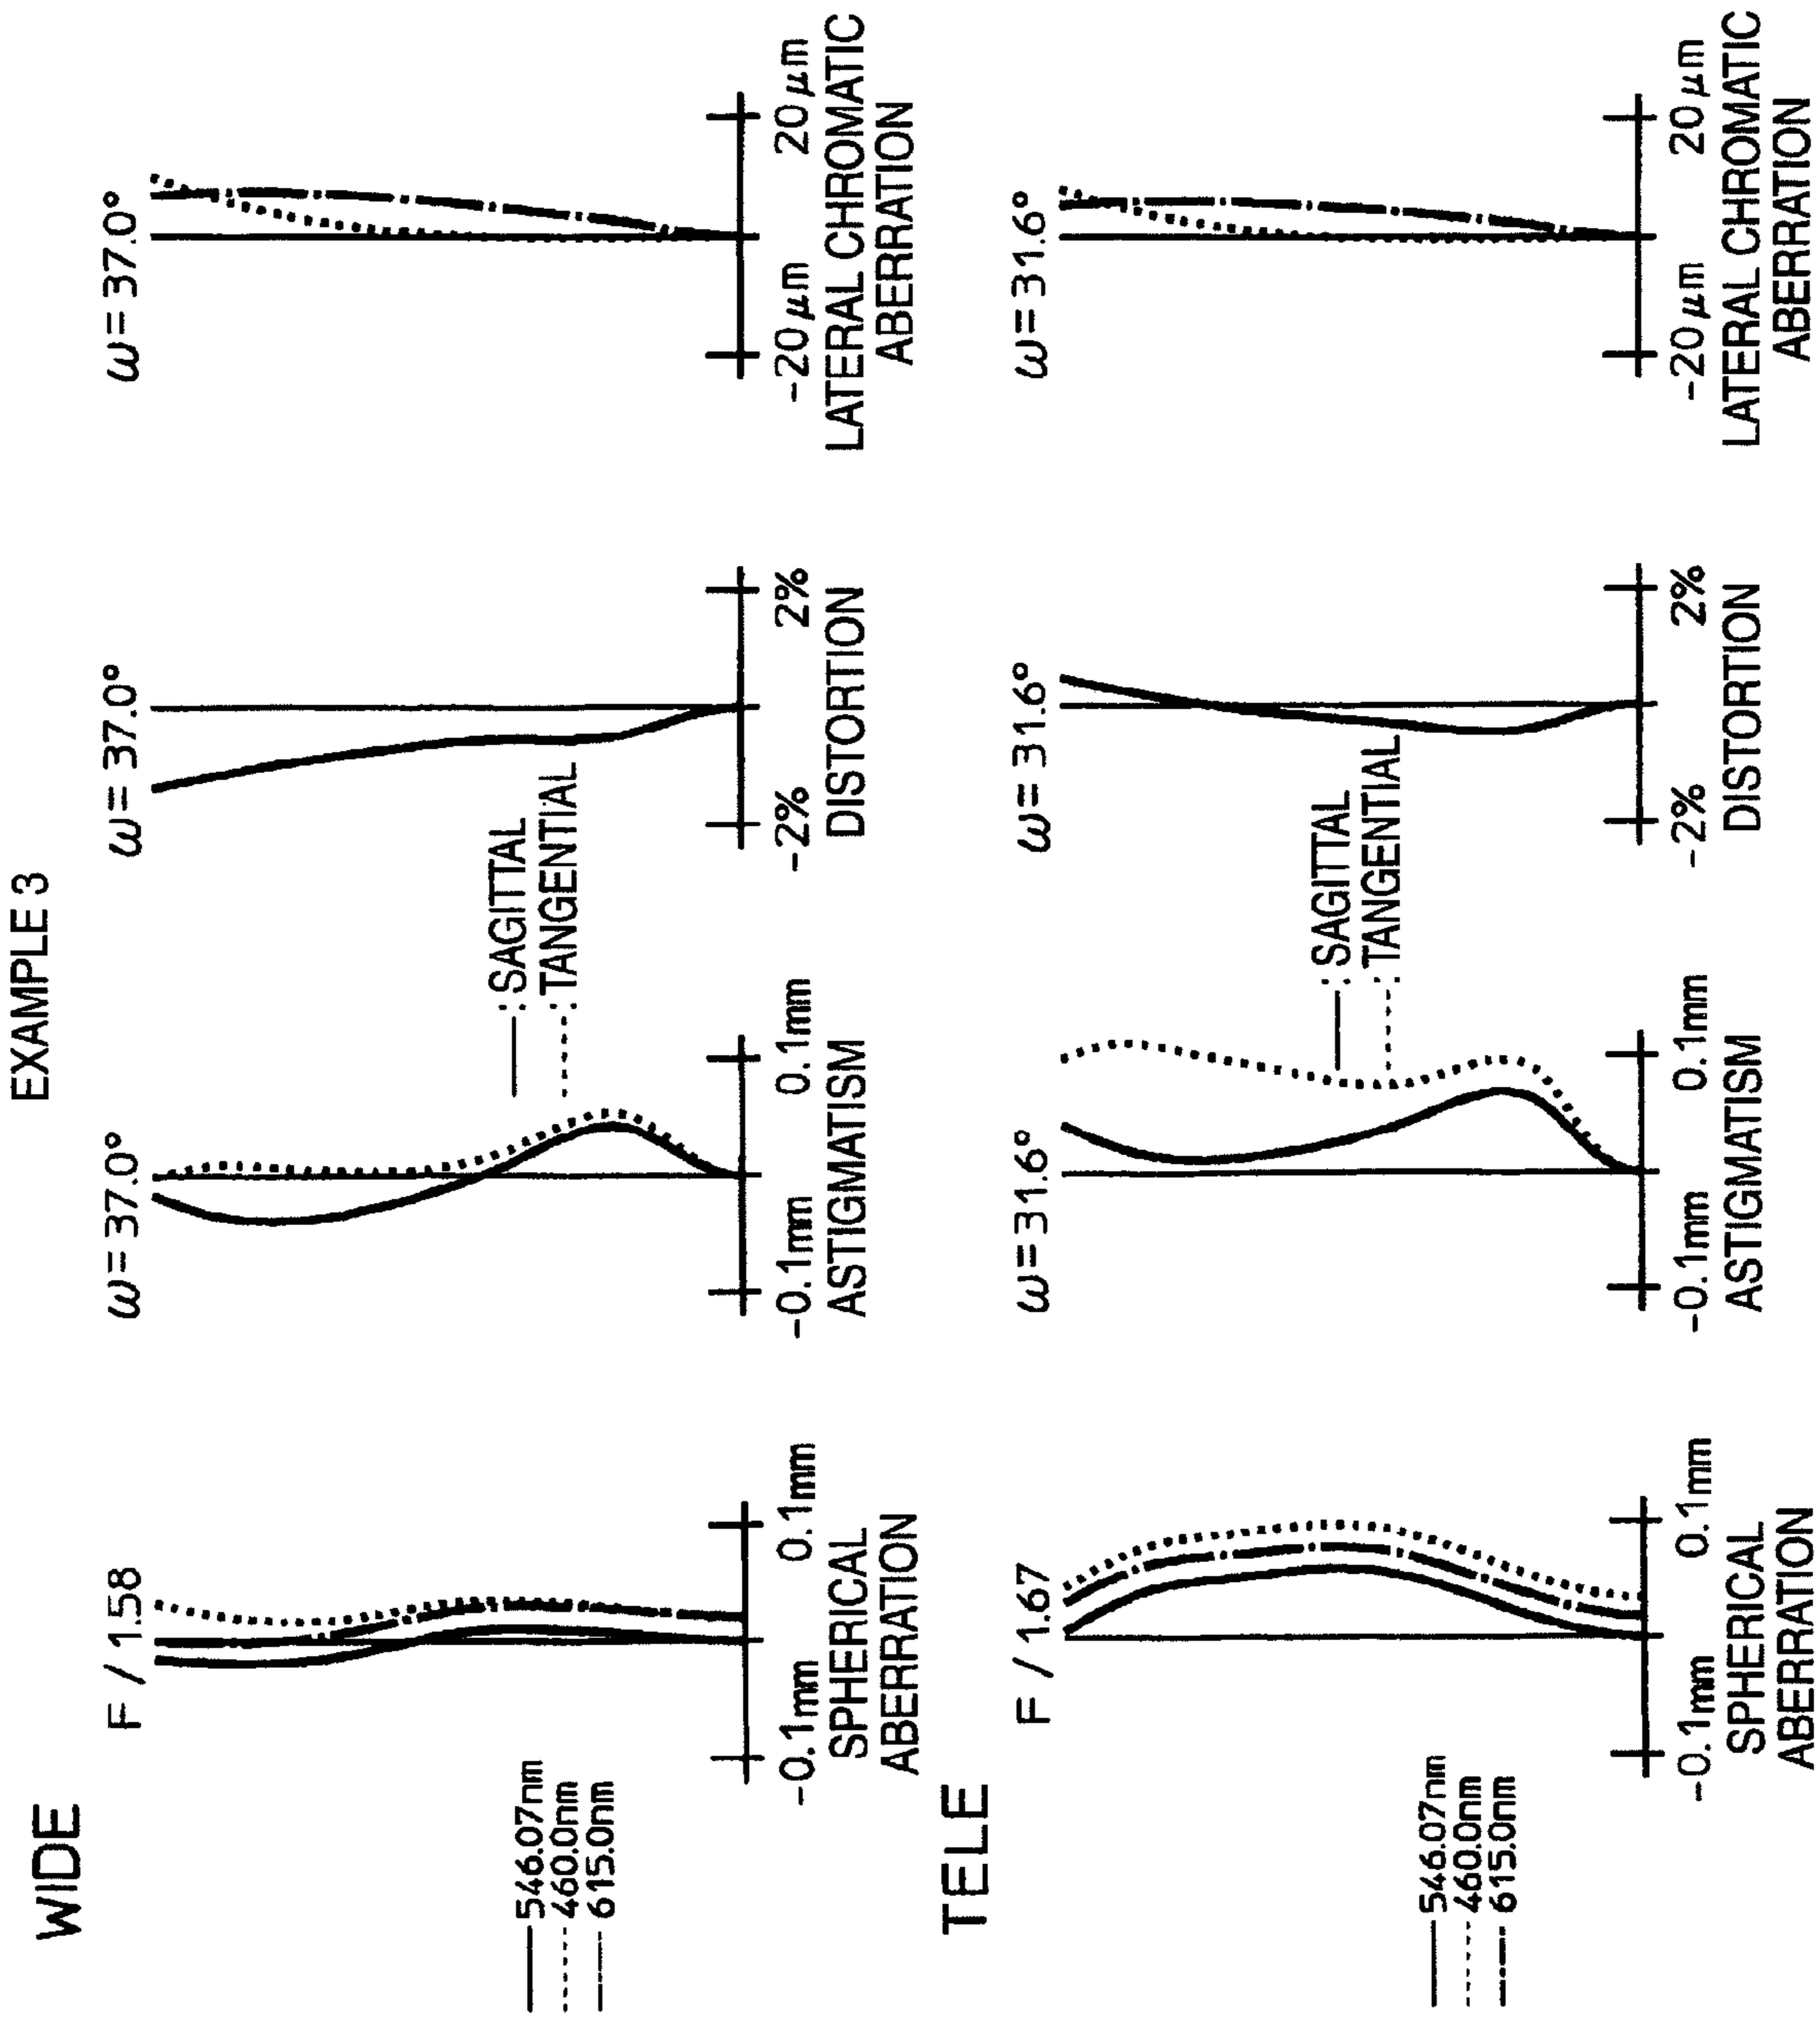 EXAMPLE 3
WIDE
546.07nm
460.0nm
615.0nm
F / 1.58
-0.1mm 0.1mm
SPHERICAL
ABERRATION
ω=37.0°
-0.1mm 0.1mm
ASTIGMATISM
:SAGITTAL
:TANGENTIAL
ω=37.0°
-2% 2%
DISTORTION
ω=37.0°
-20μm 20μm
LATERAL CHROMATIC
ABERRATION
TELE
546.07nm
460.0nm
615.0nm
F / 1.67
-0.1mm 0.1mm
SPHERICAL
ABERRATION
ω=31.6°
-0.1mm 0.1mm
ASTIGMATISM
:SAGITTAL
:TANGENTIAL
ω=31.6°
-2% 2%
DISTORTION
ω=31.6°
-20μm 20μm
LATERAL CHROMATIC
ABERRATION